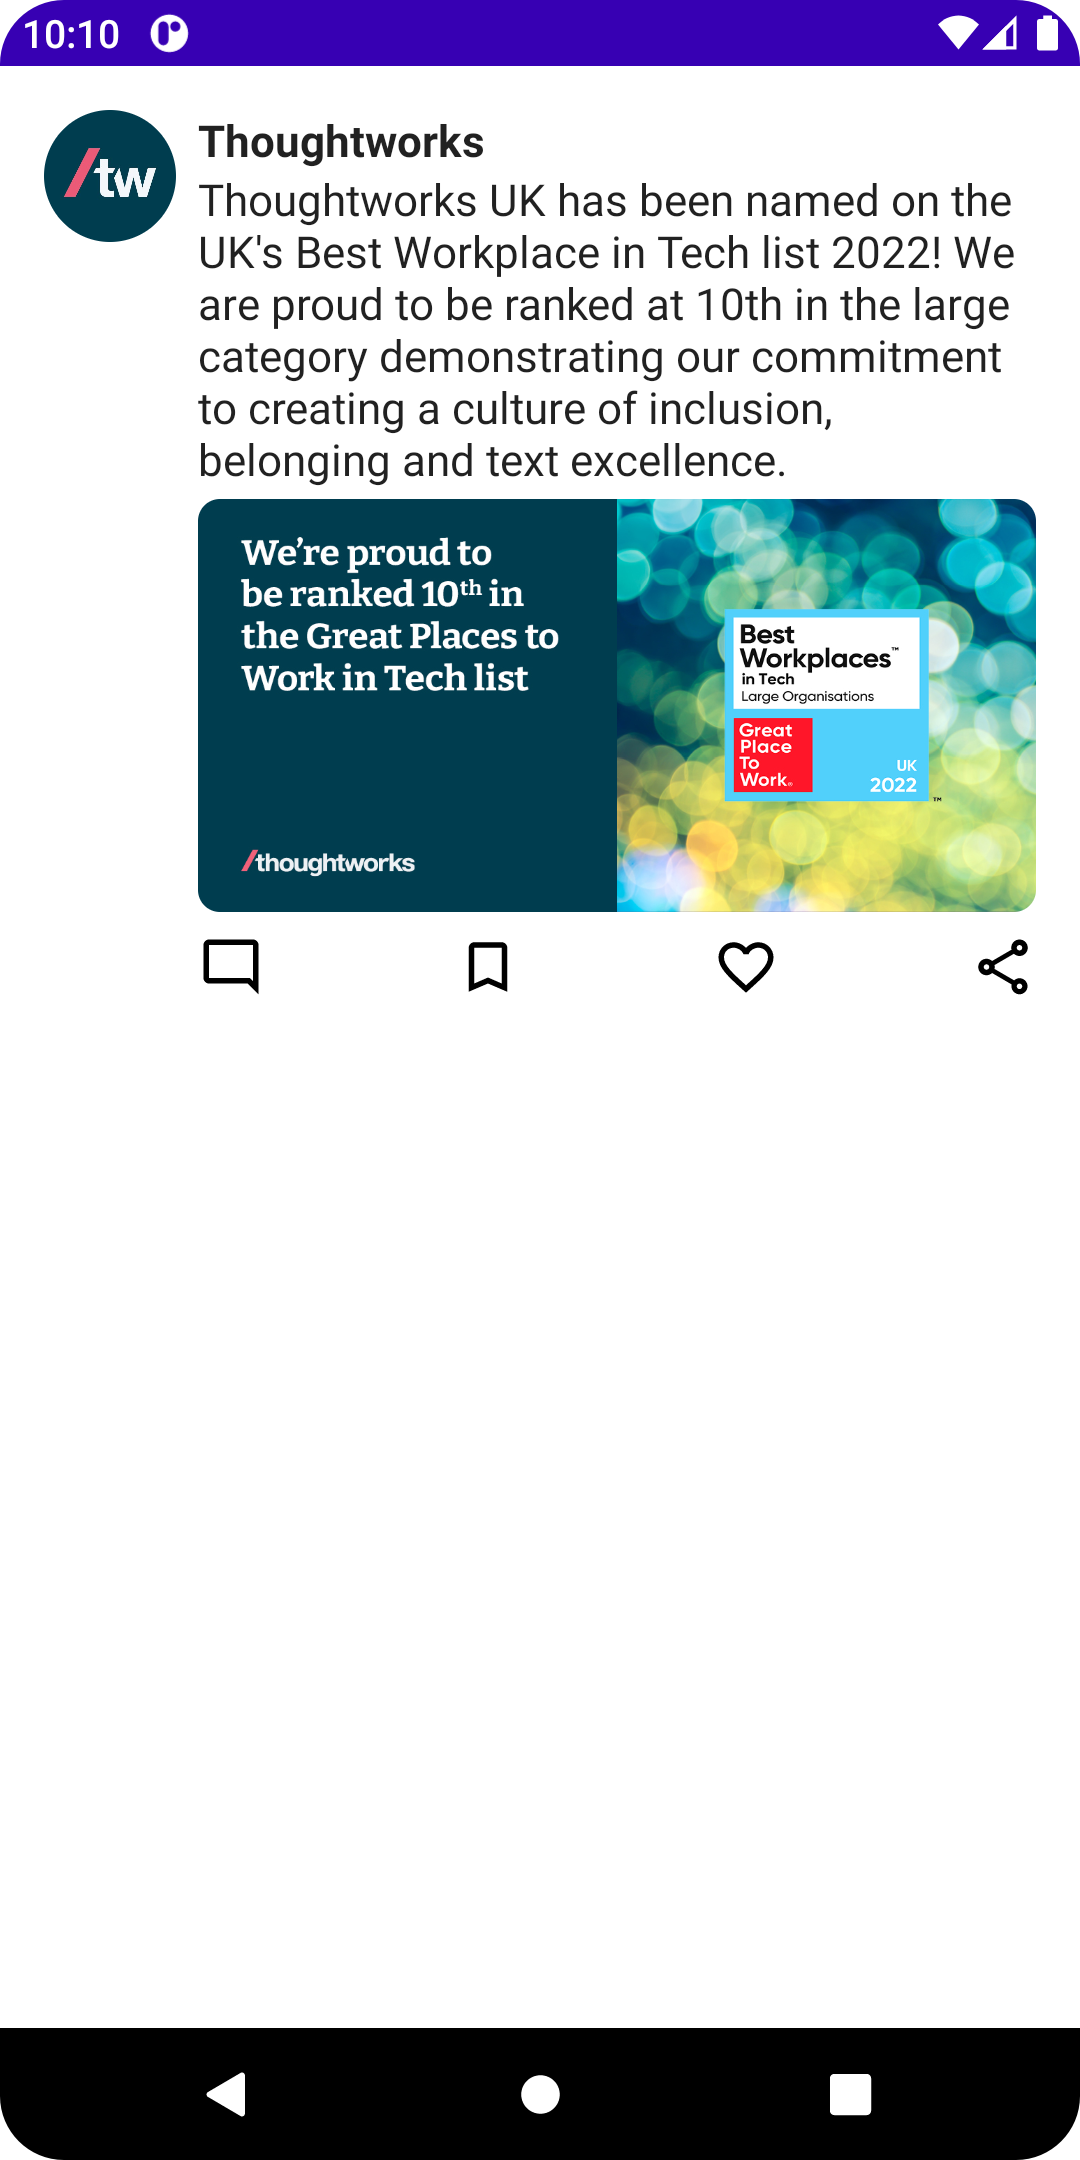 10:10
/tw
Thoughtworks
Thoughtworks UK has been named on the
UK's Best Workplace in Tech list 2022! We
are proud to be ranked at 10th in the large
category demonstrating our commitment
to creating a culture of inclusion,
belonging and text excellence.
We’re proud to
be ranked 10th in
the Great Places to
Work in Tech list
/thoughtworks
Best
Workplaces™
in Tech
Large Organisations
Great
Place
To
Work®
UK
2022
™